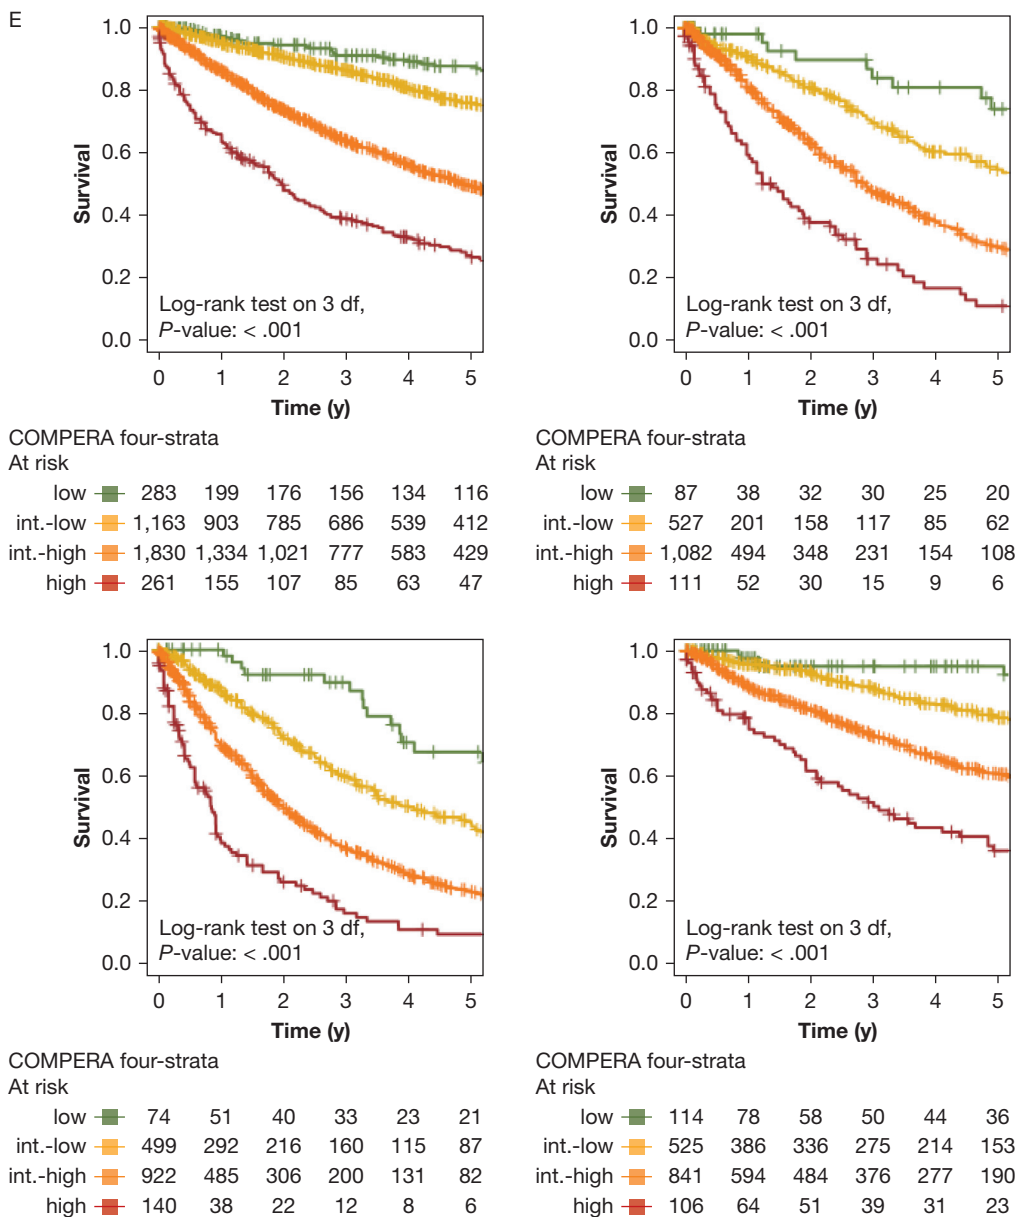 E
1.0
0.8
0.6
0.4
0.2
0.0
Survival
Log-rank test on 3 df,
P-value: < .001
0 1 2 3 4 5
Time (y)
COMPERA four-strata
At risk
low 283 199 176 156 134 116
int.-low 1,163 903 785 686 539 412
int.-high 1,830 1,334 1,021 777 583 429
high 261 155 107 85 63 47
1.0
0.8
0.6
0.4
0.2
0.0
Survival
Log-rank test on 3 df,
P-value: < .001
0 1 2 3 4 5
Time (y)
COMPERA four-strata
At risk
low 87 38 32 30 25 20
int.-low 527 201 158 117 85 62
int.-high 1,082 494 348 231 154 108
high 111 52 30 15 9 6
1.0
0.8
0.6
0.4
0.2
0.0
Survival
Log-rank test on 3 df,
P-value: < .001
0 1 2 3 4 5
Time (y)
COMPERA four-strata
At risk
low 74 51 40 33 23 21
int.-low 499 292 216 160 115 87
int.-high 922 485 306 200 131 82
high 140 38 22 12 8 6
1.0
0.8
0.6
0.4
0.2
0.0
Survival
Log-rank test on 3 df,
P-value: < .001
0 1 2 3 4 5
Time (y)
COMPERA four-strata
At risk
low 114 78 58 50 44 36
int.-low 525 386 336 275 214 153
int.-high 841 594 484 376 277 190
high 106 64 51 39 31 23